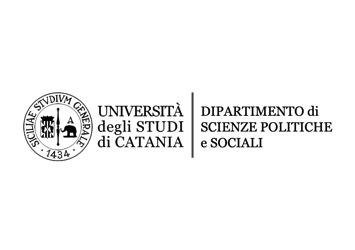 SICILIAE STVDIVM GENERALE
· 1434 ·
UNIVERSITÀ
degli STUDI
di CATANIA
DIPARTIMENTO di
SCIENZE POLITICHE
e SOCIALI